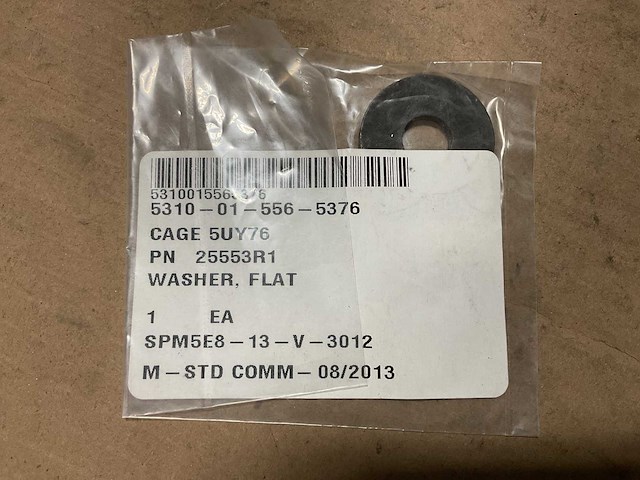 5310015565376
5310-01-556-5376
CAGE 5UY76
PN 25553R1
WASHER, FLAT
1 EA
SPM5E8-13-V-3012
M-STD COMM-08/2013